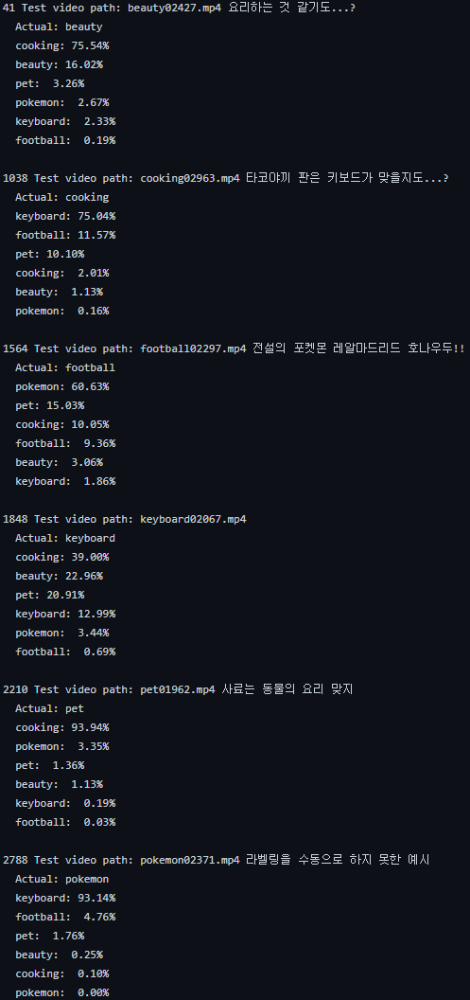 41 Test video path: beauty02427.mp4 요리하는 것 같기도...?
Actual: beauty
cooking: 75.54%
beauty: 16.02%
pet:  3.26%
pokemon:  2.67%
keyboard:  2.33%
football:  0.19%
1038 Test video path: cooking02963.mp4 타코야끼 판은 키보드가 맞을지도...?
Actual: cooking
keyboard: 75.04%
football: 11.57%
pet: 10.10%
cooking:  2.01%
beauty:  1.13%
pokemon:  0.16%
1564 Test video path: football02297.mp4 전설의 포켓몬 레알마드리드 호나우두!!
Actual: football
pokemon: 60.63%
pet: 15.03%
cooking: 10.05%
football:  9.36%
beauty:  3.06%
keyboard:  1.86%
1848 Test video path: keyboard02067.mp4
Actual: keyboard
cooking: 39.00%
beauty: 22.96%
pet: 20.91%
keyboard: 12.99%
pokemon:  3.44%
football:  0.69%
2210 Test video path: pet01962.mp4 사료는 동물의 요리 맞지
Actual: pet
cooking: 93.94%
pokemon:  3.35%
pet:  1.36%
beauty:  1.13%
keyboard:  0.19%
football:  0.03%
2788 Test video path: pokemon02371.mp4 라벨링을 수동으로 하지 못한 예시
Actual: pokemon
keyboard: 93.14%
football:  4.76%
pet:  1.76%
beauty:  0.25%
cooking:  0.10%
pokemon:  0.00%